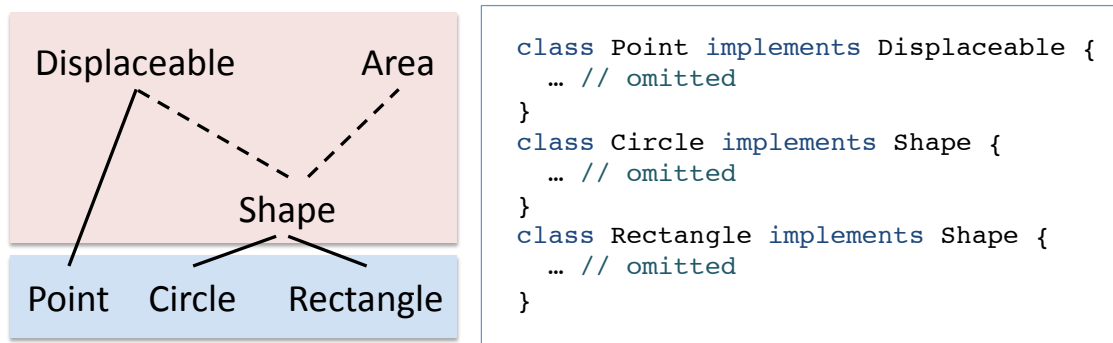 Displaceable Area
Shape
Point Circle Rectangle
class Point implements Displaceable {
  … // omitted
}
class Circle implements Shape {
  … // omitted
}
class Rectangle implements Shape {
  … // omitted
}